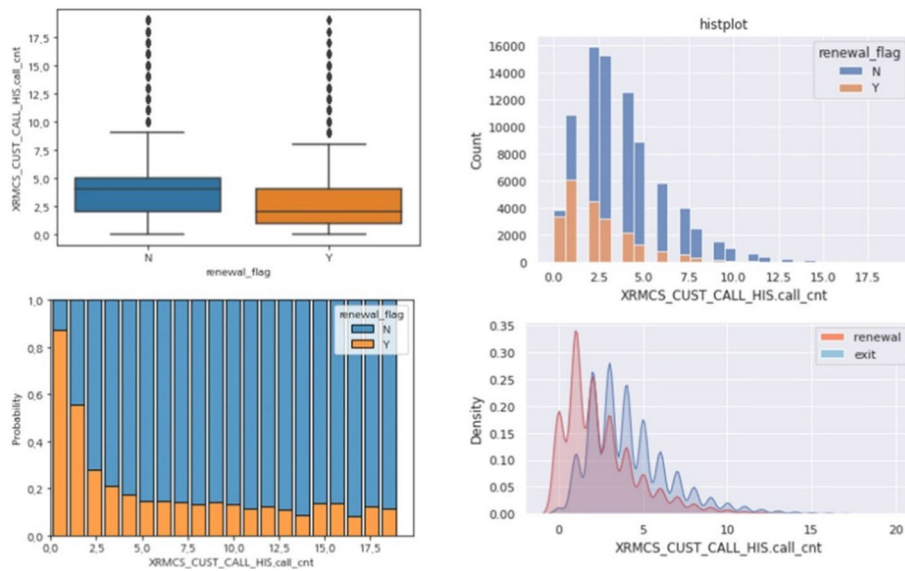 17,5
15,0
12,5
10,0
7,5
5,0
2,5
0,0
XRMCS_CUST_CALL_HIS.call_cnt
N
Y
renewal_flag
histplot
16000
14000
12000
10000
8000
6000
4000
2000
0
Count
renewal_flag
N
Y
0.0
2.5
5.0
7.5
10.0
12.5
15.0
17.5
XRMCS_CUST_CALL_HIS.call_cnt
1,0
0,8
0,6
0,4
0,2
0,0
Probability
renewal_flag
N
Y
0,0
2,5
5,0
7,5
10,0
12,5
15,0
17,5
XRMCS_CUST_CALL_HIS.call_cnt
0.35
0.30
0.25
0.20
0.15
0.10
0.05
0.00
Density
renewal
exit
0
5
10
15
20
XRMCS_CUST_CALL_HIS.call_cnt